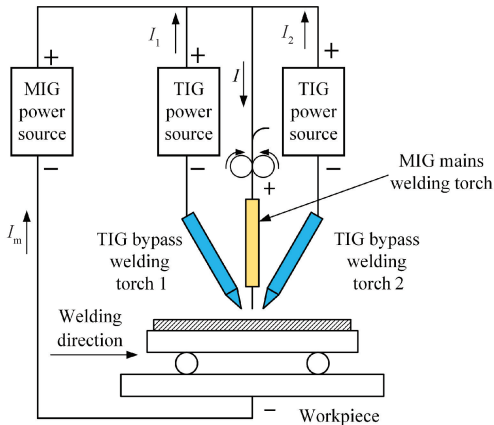 I1
I
I2
+
+
+
MIG
power
source
TIG
power
source
TIG
power
source
−
−
−
+
MIG mains
welding torch
Im
TIG bypass
welding
torch 1
TIG bypass
welding
torch 2
Welding
direction
−
Workpiece